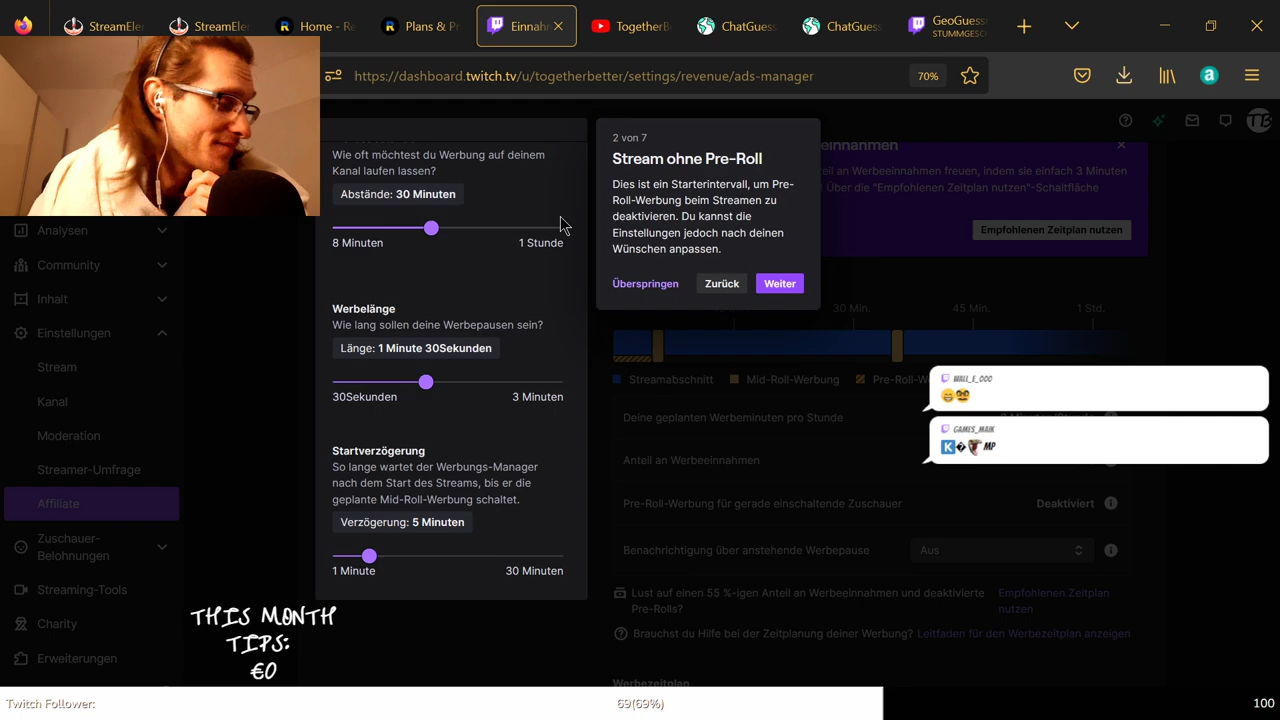 StreamEle
StreamEle
Home - Re
Plans & P
Einnah
TogetherB
ChatGuess
ChatGuess
GeoGuess
STUMMGESC
https://dashboard.twitch.tv/u/togetherbetter/settings/revenue/ads-manager
70%
Wie oft möchtest du Werbung auf deinem
Kanal laufen lassen?
Abstände: 30 Minuten
8 Minuten
1 Stunde
Werbelänge
Wie lang sollen deine Werbepausen sein?
Länge: 1 Minute 30Sekunden
30Sekunden
3 Minuten
Startverzögerung
So lange wartet der Werbungs-Manager
nach dem Start des Streams, bis er die
geplante Mid-Roll-Werbung schaltet.
Verzögerung: 5 Minuten
1 Minute
30 Minuten
2 von 7
Stream ohne Pre-Roll
Dies ist ein Starterintervall, um Pre-
Roll-Werbung beim Streamen zu
deaktivieren. Du kannst die
Einstellungen jedoch nach deinen
Wünschen anpassen.
Überspringen
Zurück
Weiter
einnahmen
il an Werbeeinnahmen freuen, indem sie einfach 3 Minuten
! Über die "Empfohlenen Zeitplan nutzen"-Schaltfläche
Empfohlenen Zeitplan nutzen
30 Min.
45 Min.
1 Std.
Streamabschnitt
Mid-Roll-Werbung
Pre-Roll-W
Deine geplanten Werbeminuten pro Stunde
Anteil an Werbeeinnahmen
Pre-Roll-Werbung für gerade einschaltende Zuschauer
Deaktiviert
Benachrichtigung über anstehende Werbepause
Aus
Lust auf einen 55 %-igen Anteil an Werbeeinnahmen und deaktivierte
Pre-Rolls?
Empfohlenen Zeitplan
nutzen
Brauchst du Hilfe bei der Zeitplanung deiner Werbung? Leitfaden für den Werbezeitplan anzeigen
Werbezeitplan
WALL_E_OOO
GAMES_MAIK
K MP
Analysen
Community
Inhalt
Einstellungen
Stream
Kanal
Moderation
Streamer-Umfrage
Affiliate
Zuschauer-
Belohnungen
Streaming-Tools
Charity
Erweiterungen
THIS MONTH
TIPS:
€0
Twitch Follower:
69(69%)
100